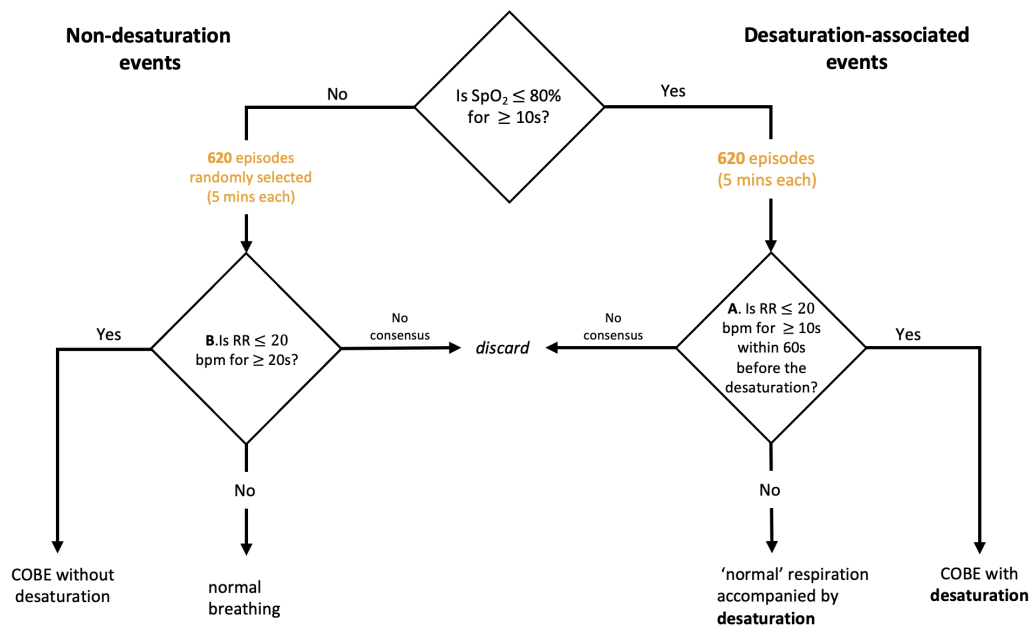 Non-desaturation
events
Desaturation-associated
events
Is SpO₂ ≤ 80%
for ≥ 10s?
No
Yes
620 episodes
randomly selected
(5 mins each)
620 episodes
(5 mins each)
B.Is RR ≤ 20
bpm for ≥ 20s?
Yes
No
consensus
discard
No
consensus
A. Is RR ≤ 20
bpm for ≥ 10s
within 60s
before the
desaturation?
Yes
No
No
COBE without
desaturation
normal
breathing
‘normal’ respiration
accompanied by
desaturation
COBE with
desaturation